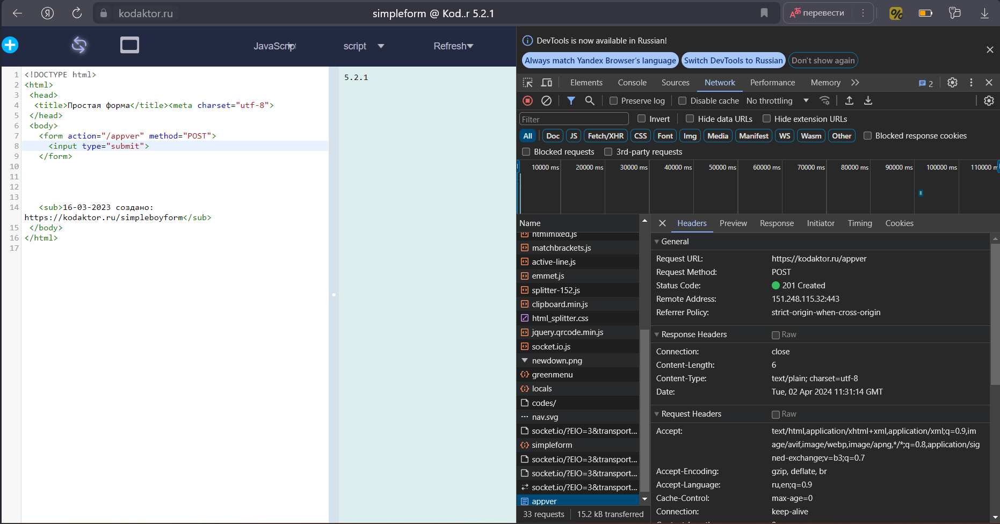 Я
kodaktor.ru
simpleform @ Kod..r 5.2.1
перевести
JavaScript
script
Refresh
1 <!DOCTYPE html>
2 <html>
3 <head>
4 <title>Простая форма</title><meta charset="utf-8">
5 </head>
6 <body>
7 <form action="/appver" method="POST">
8 <input type="submit">
9 </form>
10
11
12
13
14 <sub>16-03-2023 создано:
https://kodaktor.ru/simpleboyform</sub>
15 </body>
16 </html>
17
5.2.1
DevTools is now available in Russian!
Always match Yandex Browser's language
Switch DevTools to Russian
Don't show again
Elements Console Sources Network Performance Memory
2
Preserve log Disable cache No throttling
Filter
Invert Hide data URLs Hide extension URLs
All Doc JS Fetch/XHR CSS Font Img Media Manifest WS Wasm Other Blocked response cookies
Blocked requests 3rd-party requests
10000 ms 20000 ms 30000 ms 40000 ms 50000 ms 60000 ms 70000 ms 80000 ms 90000 ms 100000 ms 110000
Name
htmlmixed.js
matchbrackets.js
active-line.js
emmet.js
splitter-152.js
clipboard.min.js
html_splitter.css
jquery.qrcode.min.js
socket.io.js
newdown.png
greenmenu
locals
codes/
nav.svg
socket.io/?EIO=3&transport...
simpleform
socket.io/?EIO=3&transport...
socket.io/?EIO=3&transport...
socket.io/?EIO=3&transport...
appver
33 requests 15.2 kB transferred
Headers Preview Response Initiator Timing Cookies
General
Request URL: https://kodaktor.ru/appver
Request Method: POST
Status Code: 201 Created
Remote Address: 151.248.115.32:443
Referrer Policy: strict-origin-when-cross-origin
Response Headers Raw
Connection: close
Content-Length: 6
Content-Type: text/plain; charset=utf-8
Date: Tue, 02 Apr 2024 11:31:14 GMT
Request Headers Raw
Accept: text/html,application/xhtml+xml,application/xml;q=0.9,im
age/avif,image/webp,image/apng,*/*;q=0.8,application/sig
ned-exchange;v=b3;q=0.7
Accept-Encoding: gzip, deflate, br
Accept-Language: ru,en;q=0.9
Cache-Control: max-age=0
Connection: keep-alive